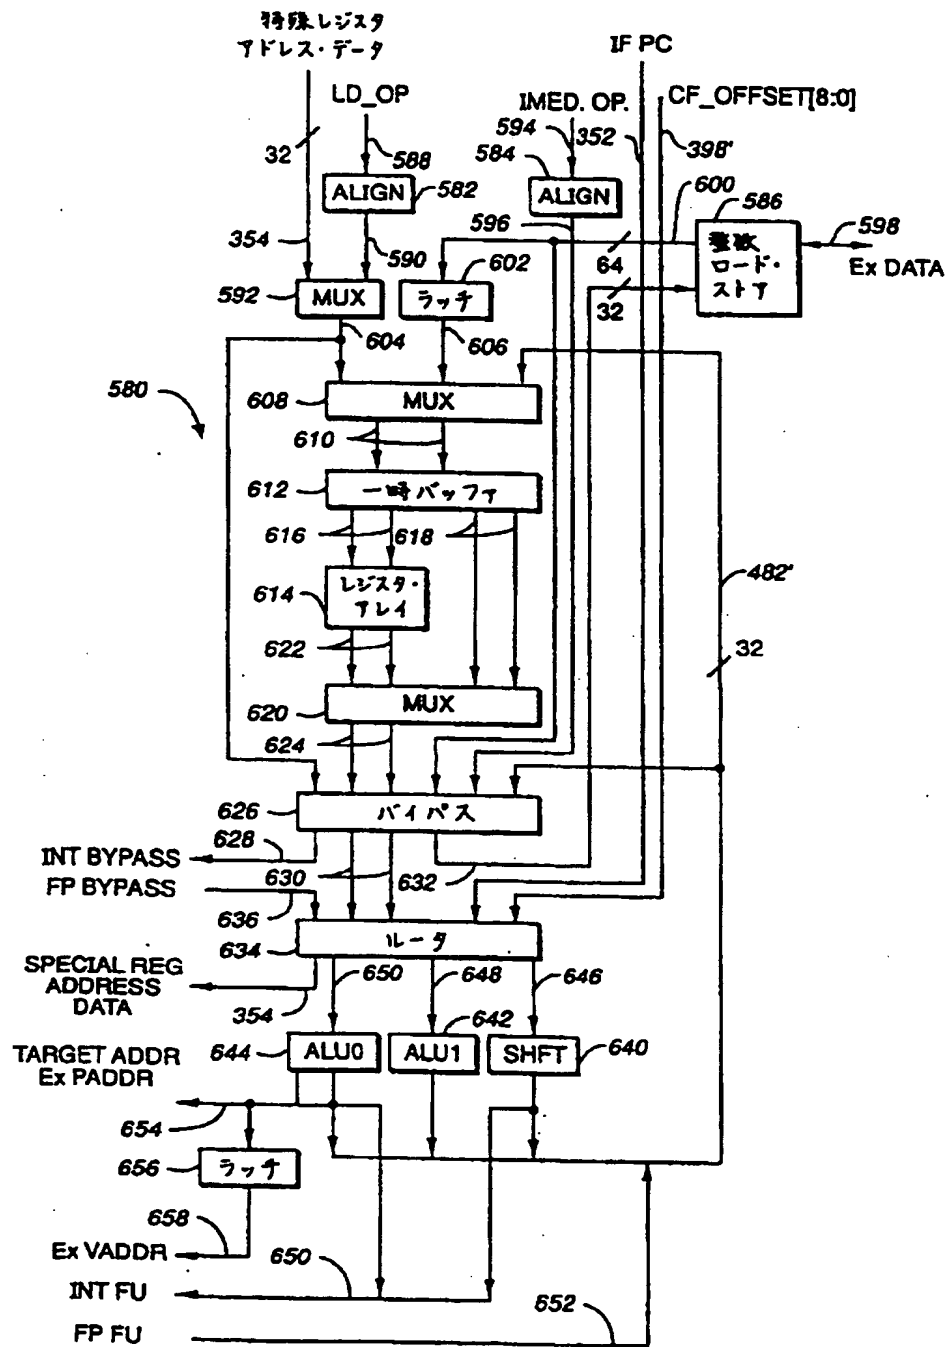 特殊レジスタ
アドレス・データ
IF PC
LD_OP
IMED. OP.
CF_OFFSET[8:0]
32
588
594
352
398'
ALIGN
582
584
ALIGN
600
586
354
590
596
602
64
整数
ロード・
ストア
598
Ex DATA
592
MUX
ラッチ
32
604
606
580
608
MUX
610
612
一時バッファ
616
618
614
レジスタ・
アレイ
482'
622
32
620
MUX
624
626
バイパス
628
INT BYPASS
630
632
FP BYPASS
636
634
ルータ
SPECIAL REG
ADDRESS
DATA
354
650
648
646
642
TARGET ADDR
Ex PADDR
644
ALU0
ALU1
SHFT
640
654
656
ラッチ
658
Ex VADDR
650
INT FU
652
FP FU